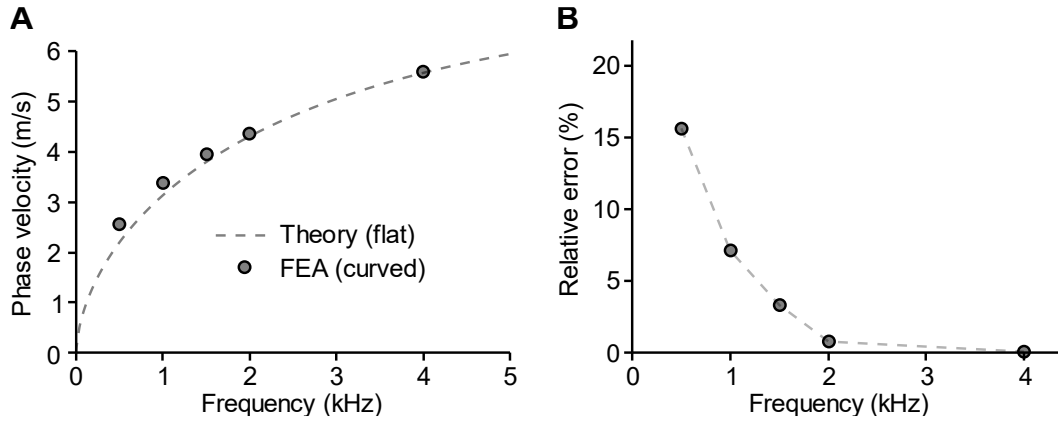 A
Phase velocity (m/s)
6
5
4
3
2
1
0
Theory (flat)
FEA (curved)
0 1 2 3 4 5
Frequency (kHz)
B
Relative error (%)
20
15
10
5
0
0 1 2 3 4
Frequency (kHz)